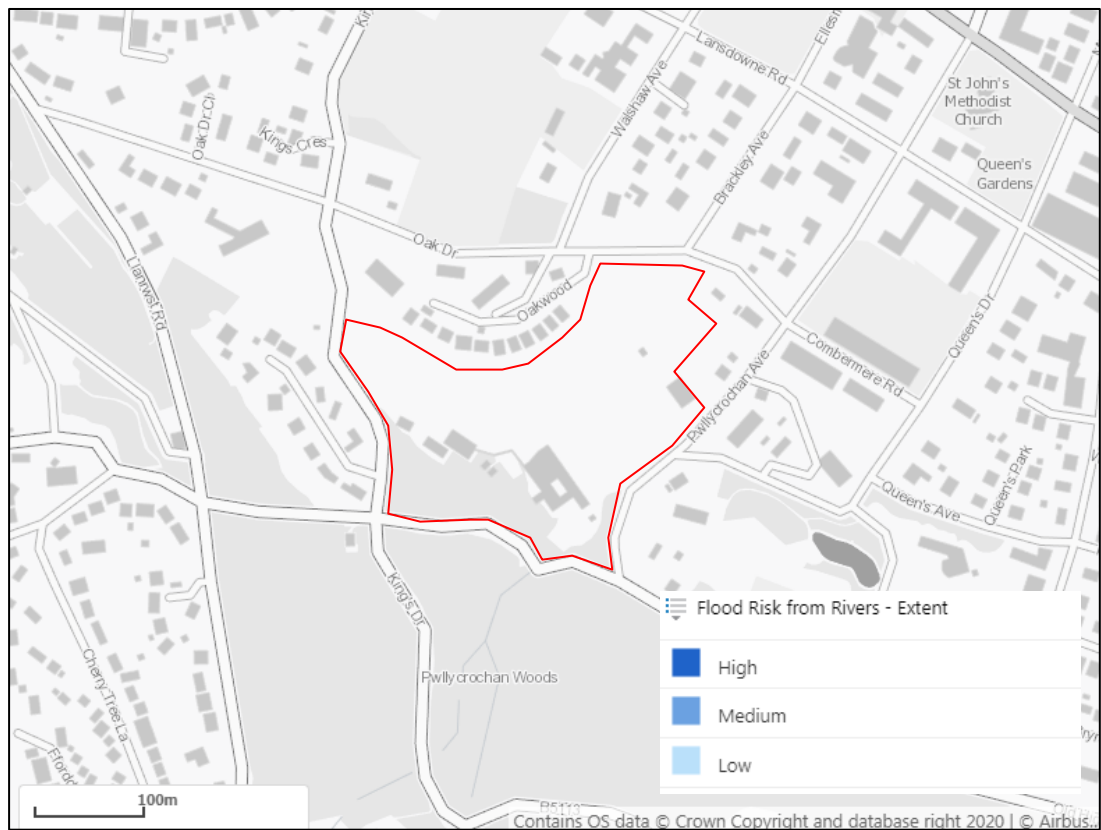 Kin
Lansdowne Rd
Ellesm
St John's
Methodist
Church
Walshaw Ave
Oak Dr Cl
Kings Cres
Brackley Ave
Queen's
Gardens
Oak Dr
Llanrwst Rd
Oakwood
Queen's Dr
Combermere Rd
Pwllycrochan Ave
Queen's Park
Queen's Ave
W
King's Dr
Flood Risk from Rivers - Extent
High
Medium
Low
Pwllycrochan Woods
Cherry Tree La
Ffordd
100m
B5113
Contains OS data © Crown Copyright and database right 2020 | © Airbus...